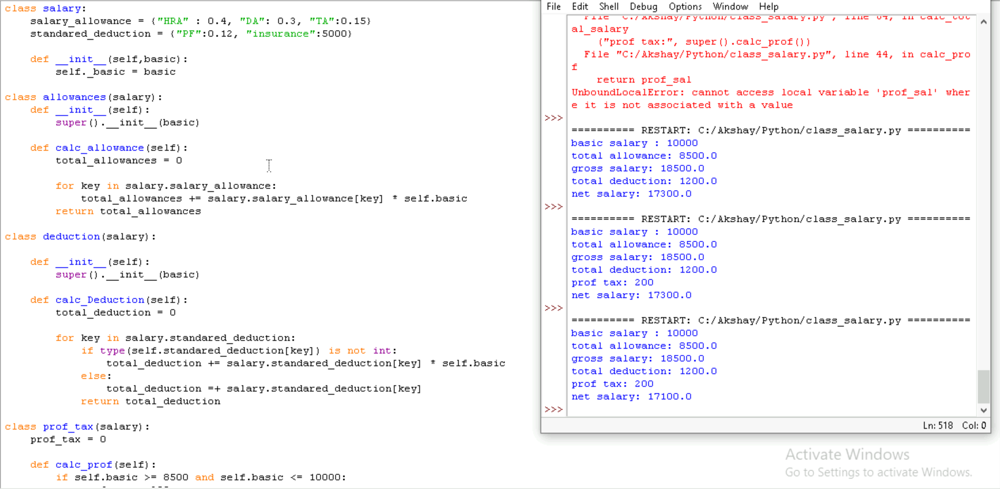 class salary:
    salary_allowance = {"HRA" : 0.4, "DA": 0.3, "TA":0.15}
    standared_deduction = {"PF":0.12, "insurance":5000}
    def __init__(self,basic):
        self._basic = basic
class allowances(salary):
    def __init__(self):
        super().__init__(basic)
    def calc_allowance(self):
        total_allowances = 0
        for key in salary.salary_allowance:
            total_allowances += salary.salary_allowance[key] * self.basic
        return total_allowances
class deduction(salary):
    def __init__(self):
        super().__init__(basic)
    def calc_Deduction(self):
        total_deduction = 0
        for key in salary.standared_deduction:
            if type(self.standared_deduction[key]) is not int:
                total_deduction += salary.standared_deduction[key] * self.basic
            else:
                total_deduction =+ salary.standared_deduction[key]
            return total_deduction
class prof_tax(salary):
    prof_tax = 0
    def calc_prof(self):
        if self.basic >= 8500 and self.basic <= 10000:
File Edit Shell Debug Options Window Help
  File "C:/Akshay/Python/class_salary.py", line 64, in calc_tot
al_salary
    ("prof tax:", super().calc_prof())
  File "C:/Akshay/Python/class_salary.py", line 44, in calc_pro
f
    return prof_sal
UnboundLocalError: cannot access local variable 'prof_sal' wher
e it is not associated with a value
>>>
========== RESTART: C:/Akshay/Python/class_salary.py ==========
basic salary : 10000
total allowance: 8500.0
gross salary: 18500.0
total deduction: 1200.0
net salary: 17300.0
>>>
========== RESTART: C:/Akshay/Python/class_salary.py ==========
basic salary : 10000
total allowance: 8500.0
gross salary: 18500.0
total deduction: 1200.0
prof tax: 200
net salary: 17300.0
>>>
========== RESTART: C:/Akshay/Python/class_salary.py ==========
basic salary : 10000
total allowance: 8500.0
gross salary: 18500.0
total deduction: 1200.0
prof tax: 200
net salary: 17100.0
>>>
Ln: 518 Col: 0
Activate Windows
Go to Settings to activate Windows.